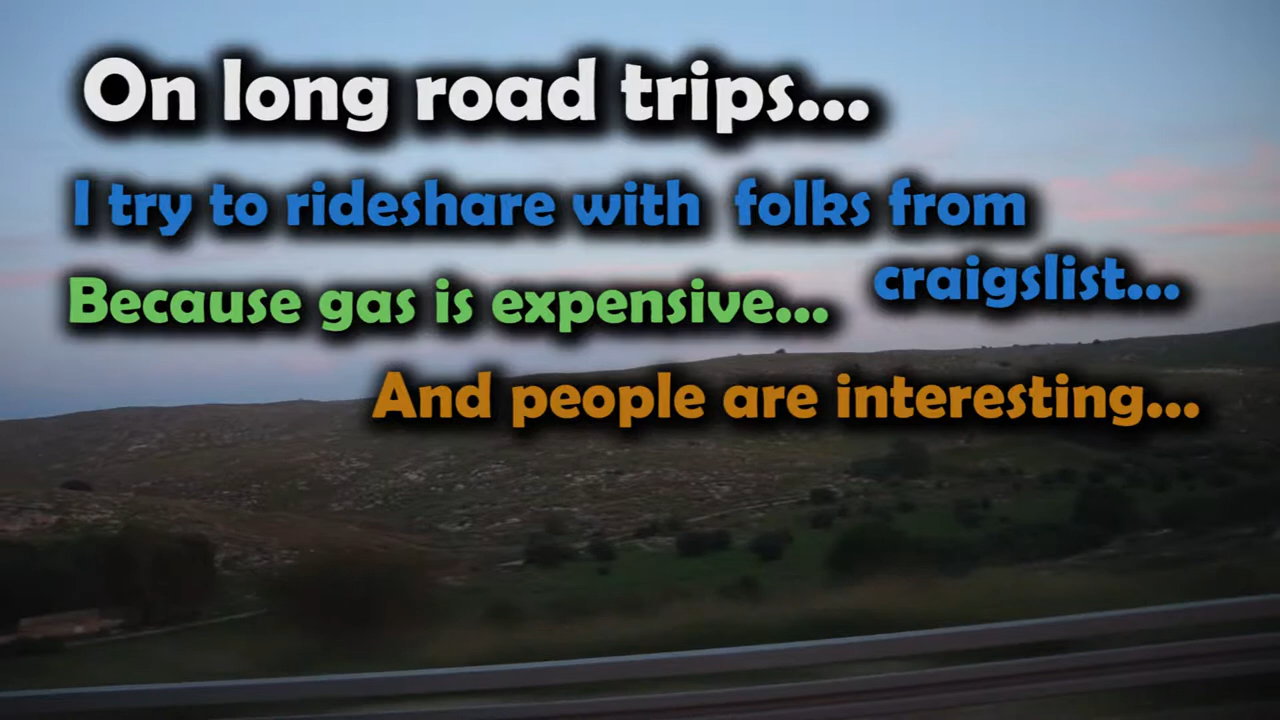 On long road trips...
I try to rideshare with folks from
craigslist...
Because gas is expensive...
And people are interesting...